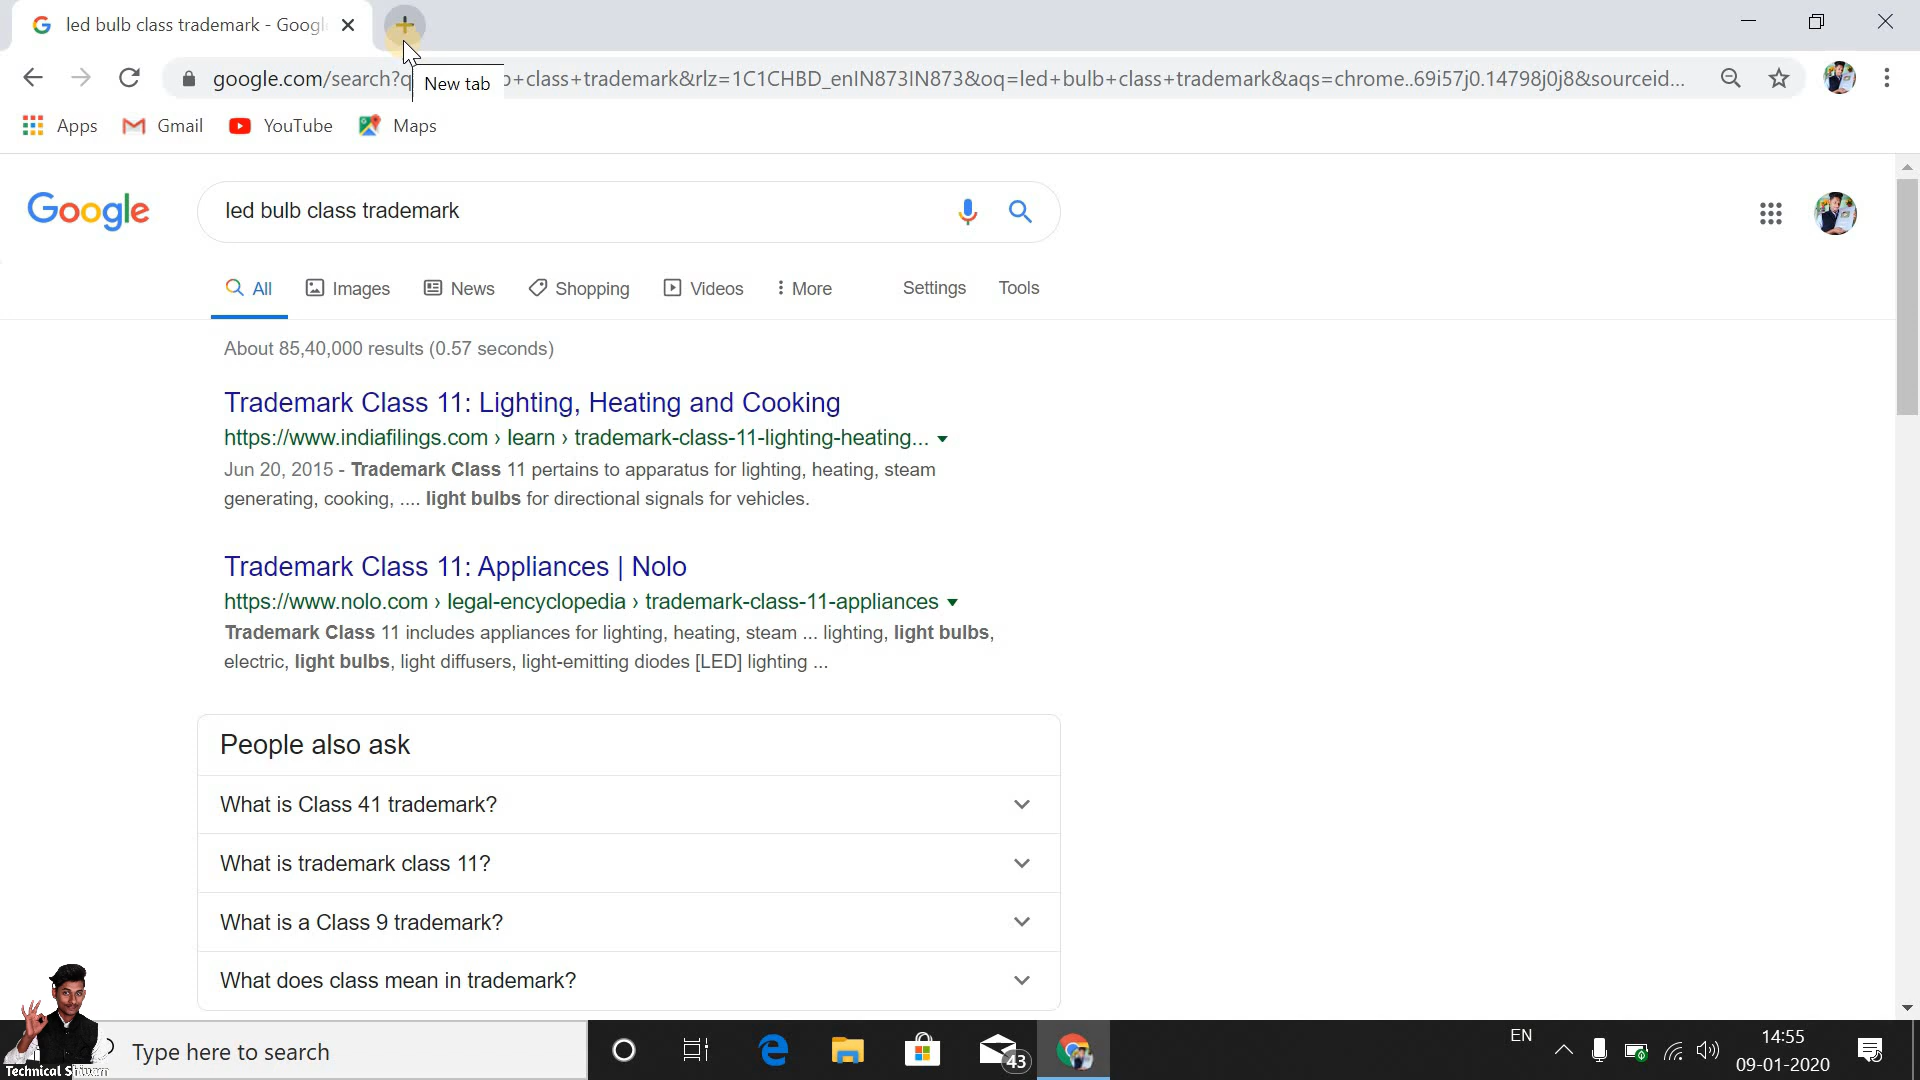 led bulb class trademark - Googl
google.com/search?q
New tab
+class+trademark&rlz=1C1CHBD_enIN873IN873&oq=led+bulb+class+trademark&aqs=chrome..69i57j0.14798j0j8&sourceid...
Apps
Gmail
YouTube
Maps
Google
led bulb class trademark
All
Images
News
Shopping
Videos
More
Settings
Tools
About 85,40,000 results (0.57 seconds)
Trademark Class 11: Lighting, Heating and Cooking
https://www.indiafilings.com › learn › trademark-class-11-lighting-heating...
Jun 20, 2015 - Trademark Class 11 pertains to apparatus for lighting, heating, steam
generating, cooking, .... light bulbs for directional signals for vehicles.
Trademark Class 11: Appliances | Nolo
https://www.nolo.com › legal-encyclopedia › trademark-class-11-appliances
Trademark Class 11 includes appliances for lighting, heating, steam ... lighting, light bulbs,
electric, light bulbs, light diffusers, light-emitting diodes [LED] lighting ...
People also ask
What is Class 41 trademark?
What is trademark class 11?
What is a Class 9 trademark?
What does class mean in trademark?
Technical
Type here to search
43
EN
14:55
09-01-2020